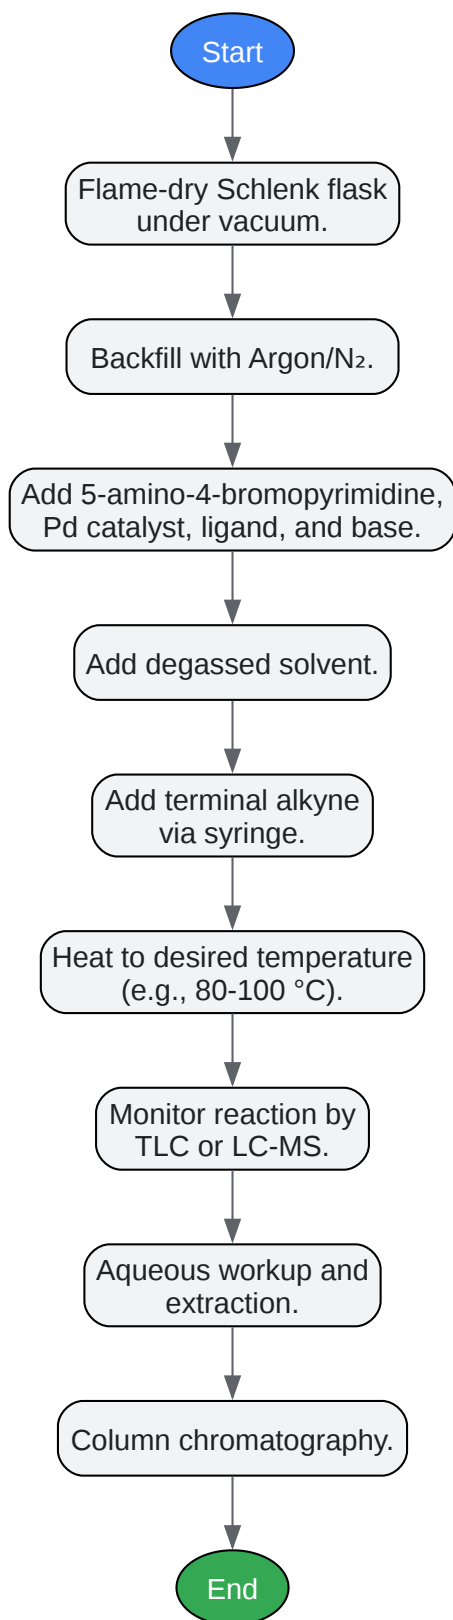 Start
Flame-dry Schlenk flask
under vacuum.
Backfill with Argon/N₂.
Add 5-amino-4-bromopyrimidine,
Pd catalyst, ligand, and base.
Add degassed solvent.
Add terminal alkyne
via syringe.
Heat to desired temperature
(e.g., 80-100 °C).
Monitor reaction by
TLC or LC-MS.
Aqueous workup and
extraction.
Column chromatography.
End